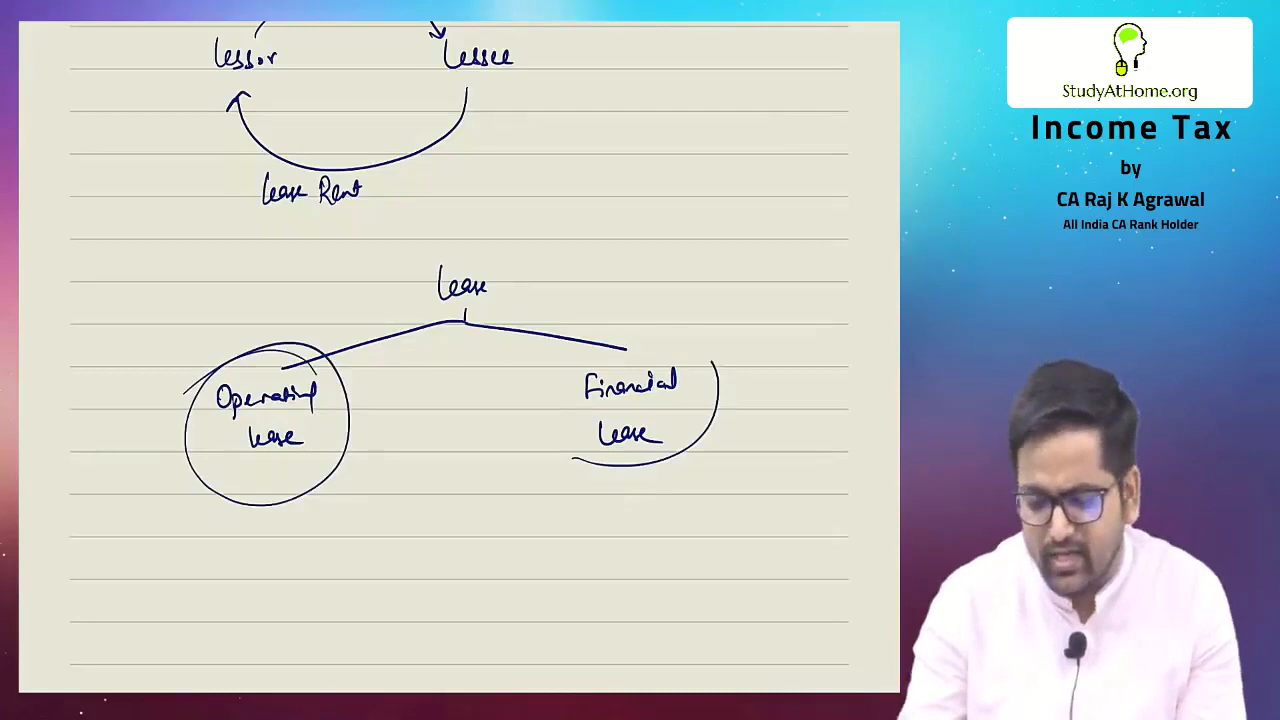 Lessor
Lessee
Lease Rent
Lease
Operating
Lease
Financial
Lease
StudyAtHome.org
Income Tax
by
CA Raj K Agrawal
All India CA Rank Holder